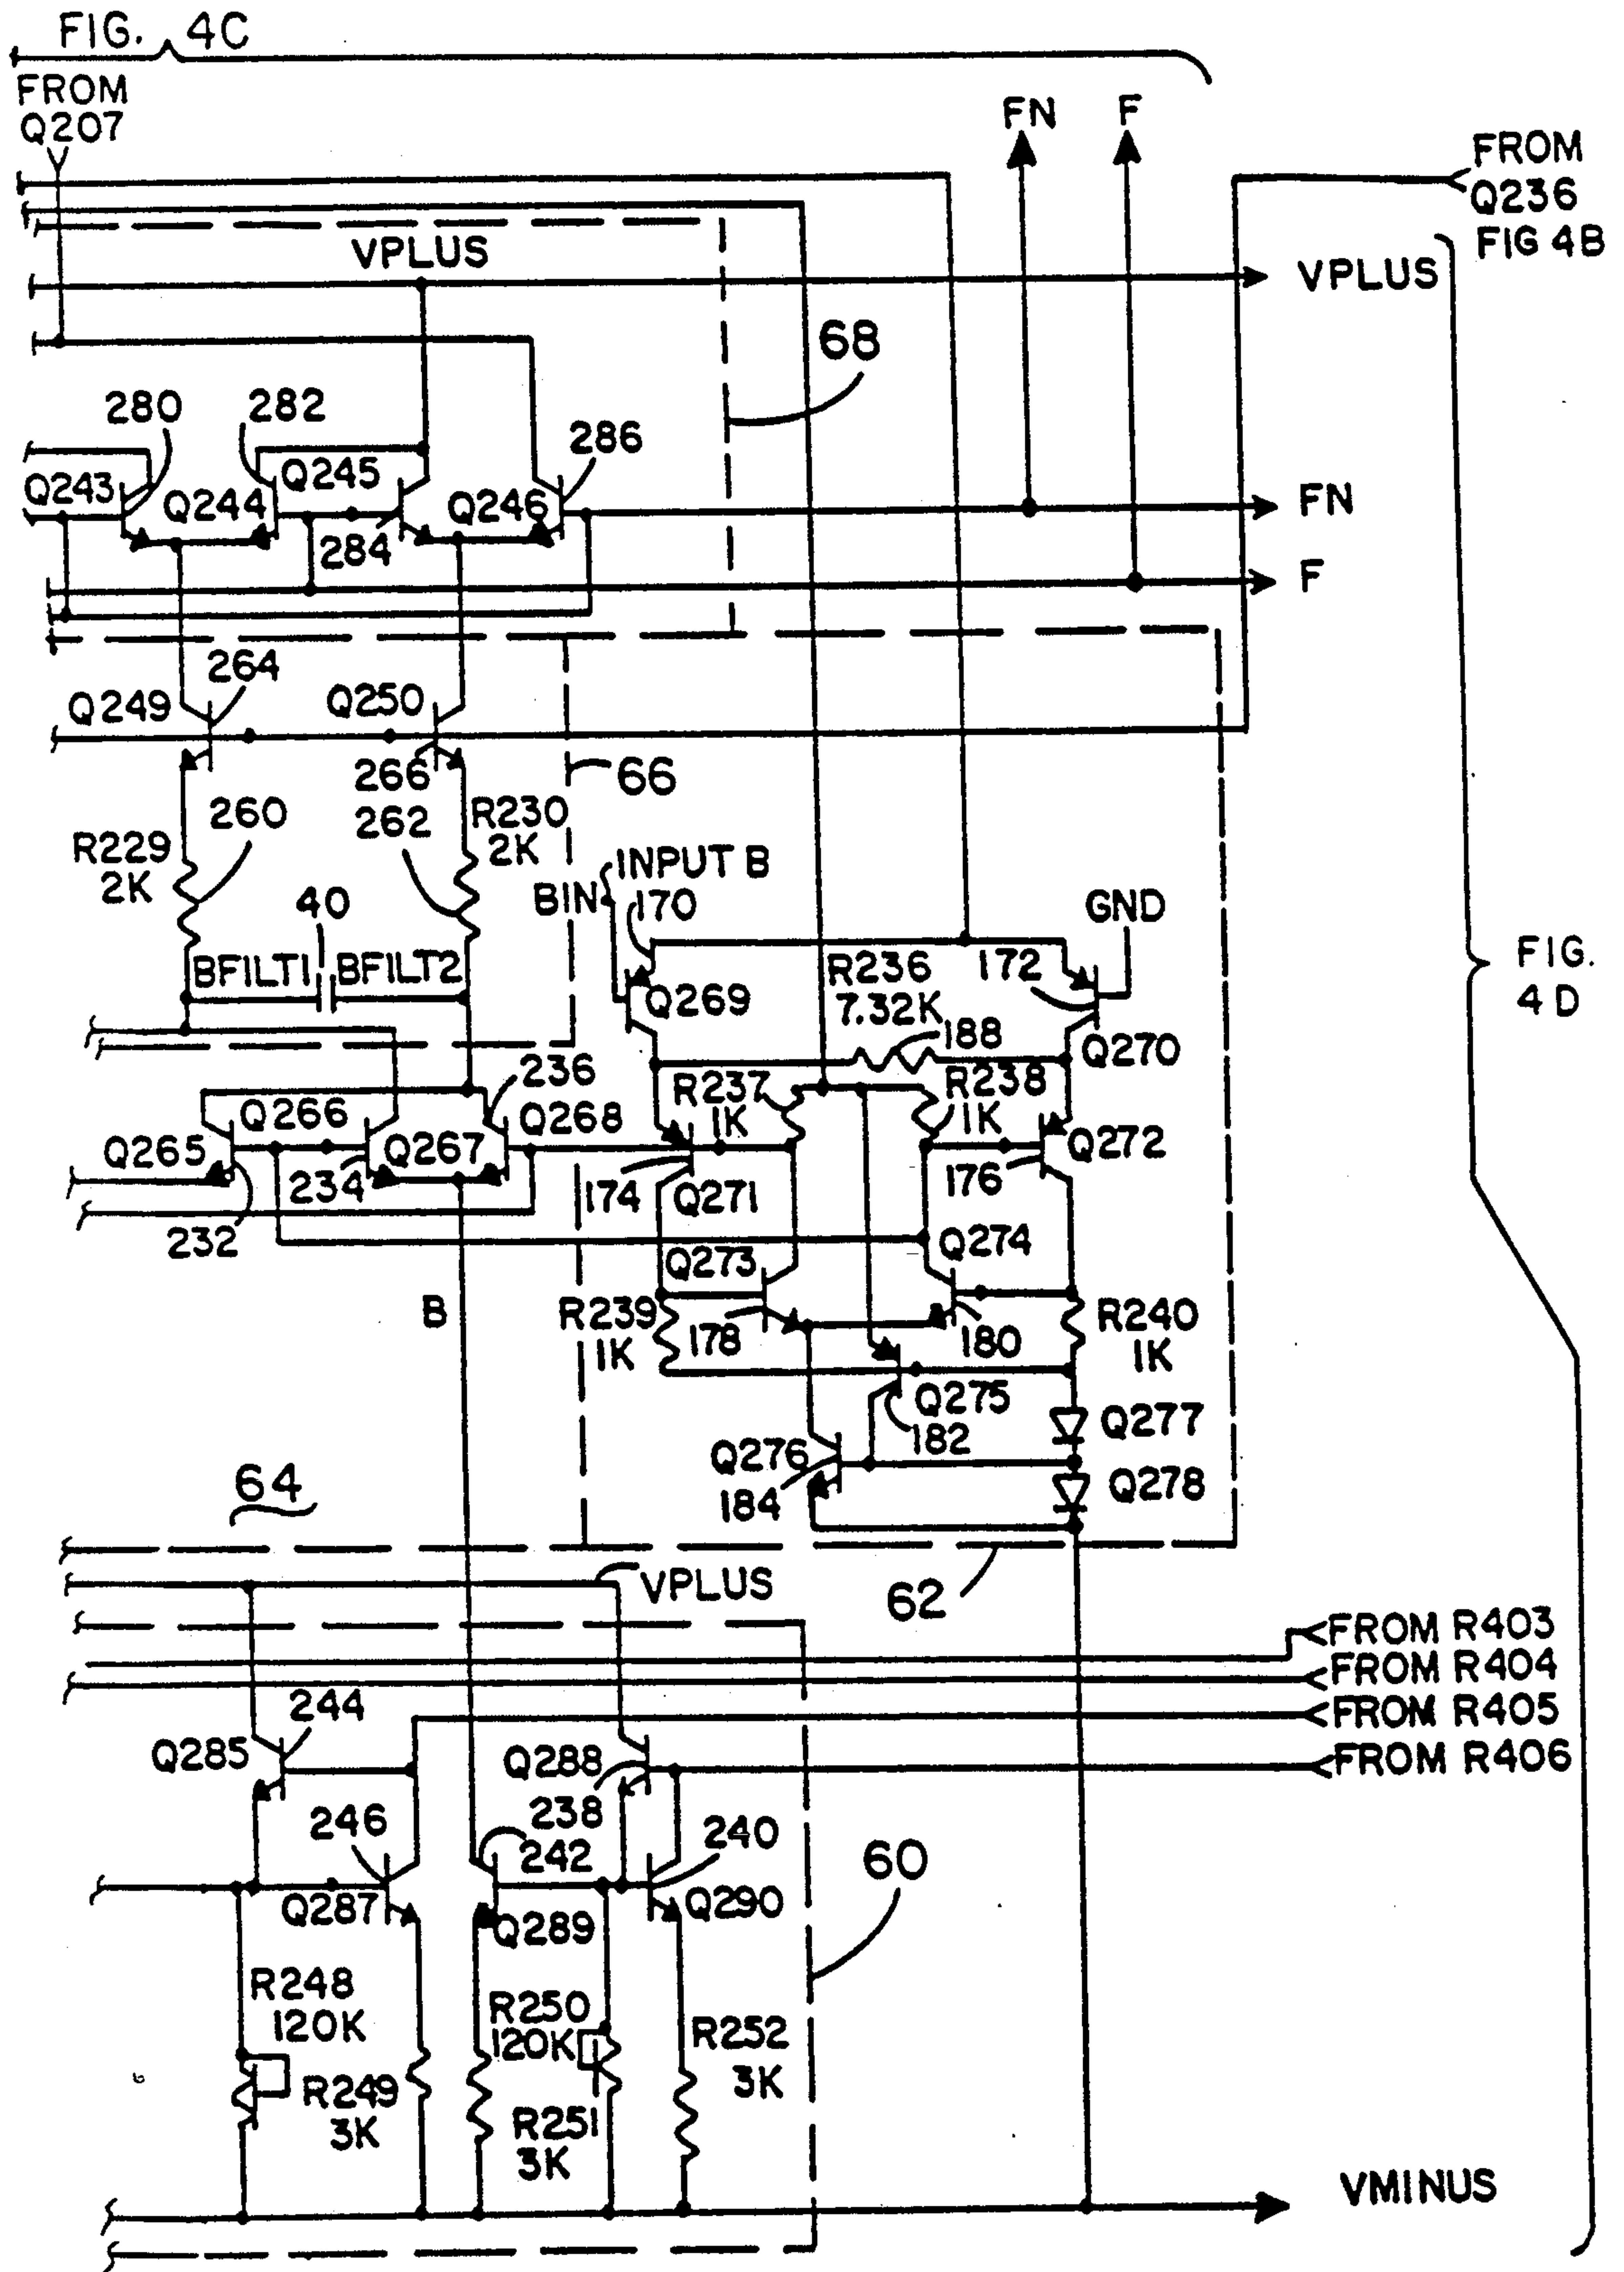 FIG. 4C
FROM
Q207
FN
F
FROM
Q236
FIG 4B
VPLUS
VPLUS
68
280
282
286
Q243
Q244
Q245
Q246
284
FN
F
264
Q249
Q250
266
66
260
262
R230
2K
R229
2K
INPUT B
BIN
170
40
GND
BFILT1
BFILT2
R236
7.32K
172
Q269
188
Q270
FIG.
4D
236
R237
1K
R238
1K
Q266
Q268
Q265
Q267
Q272
234
174
Q271
176
232
Q273
Q274
B
R239
1K
178
180
R240
1K
Q275
182
Q277
Q276
184
Q278
64
62
VPLUS
FROM R403
FROM R404
FROM R405
FROM R406
244
Q285
Q288
238
246
242
240
60
Q287
Q289
Q290
R248
120K
R250
120K
R252
3K
R249
3K
R251
3K
VMINUS